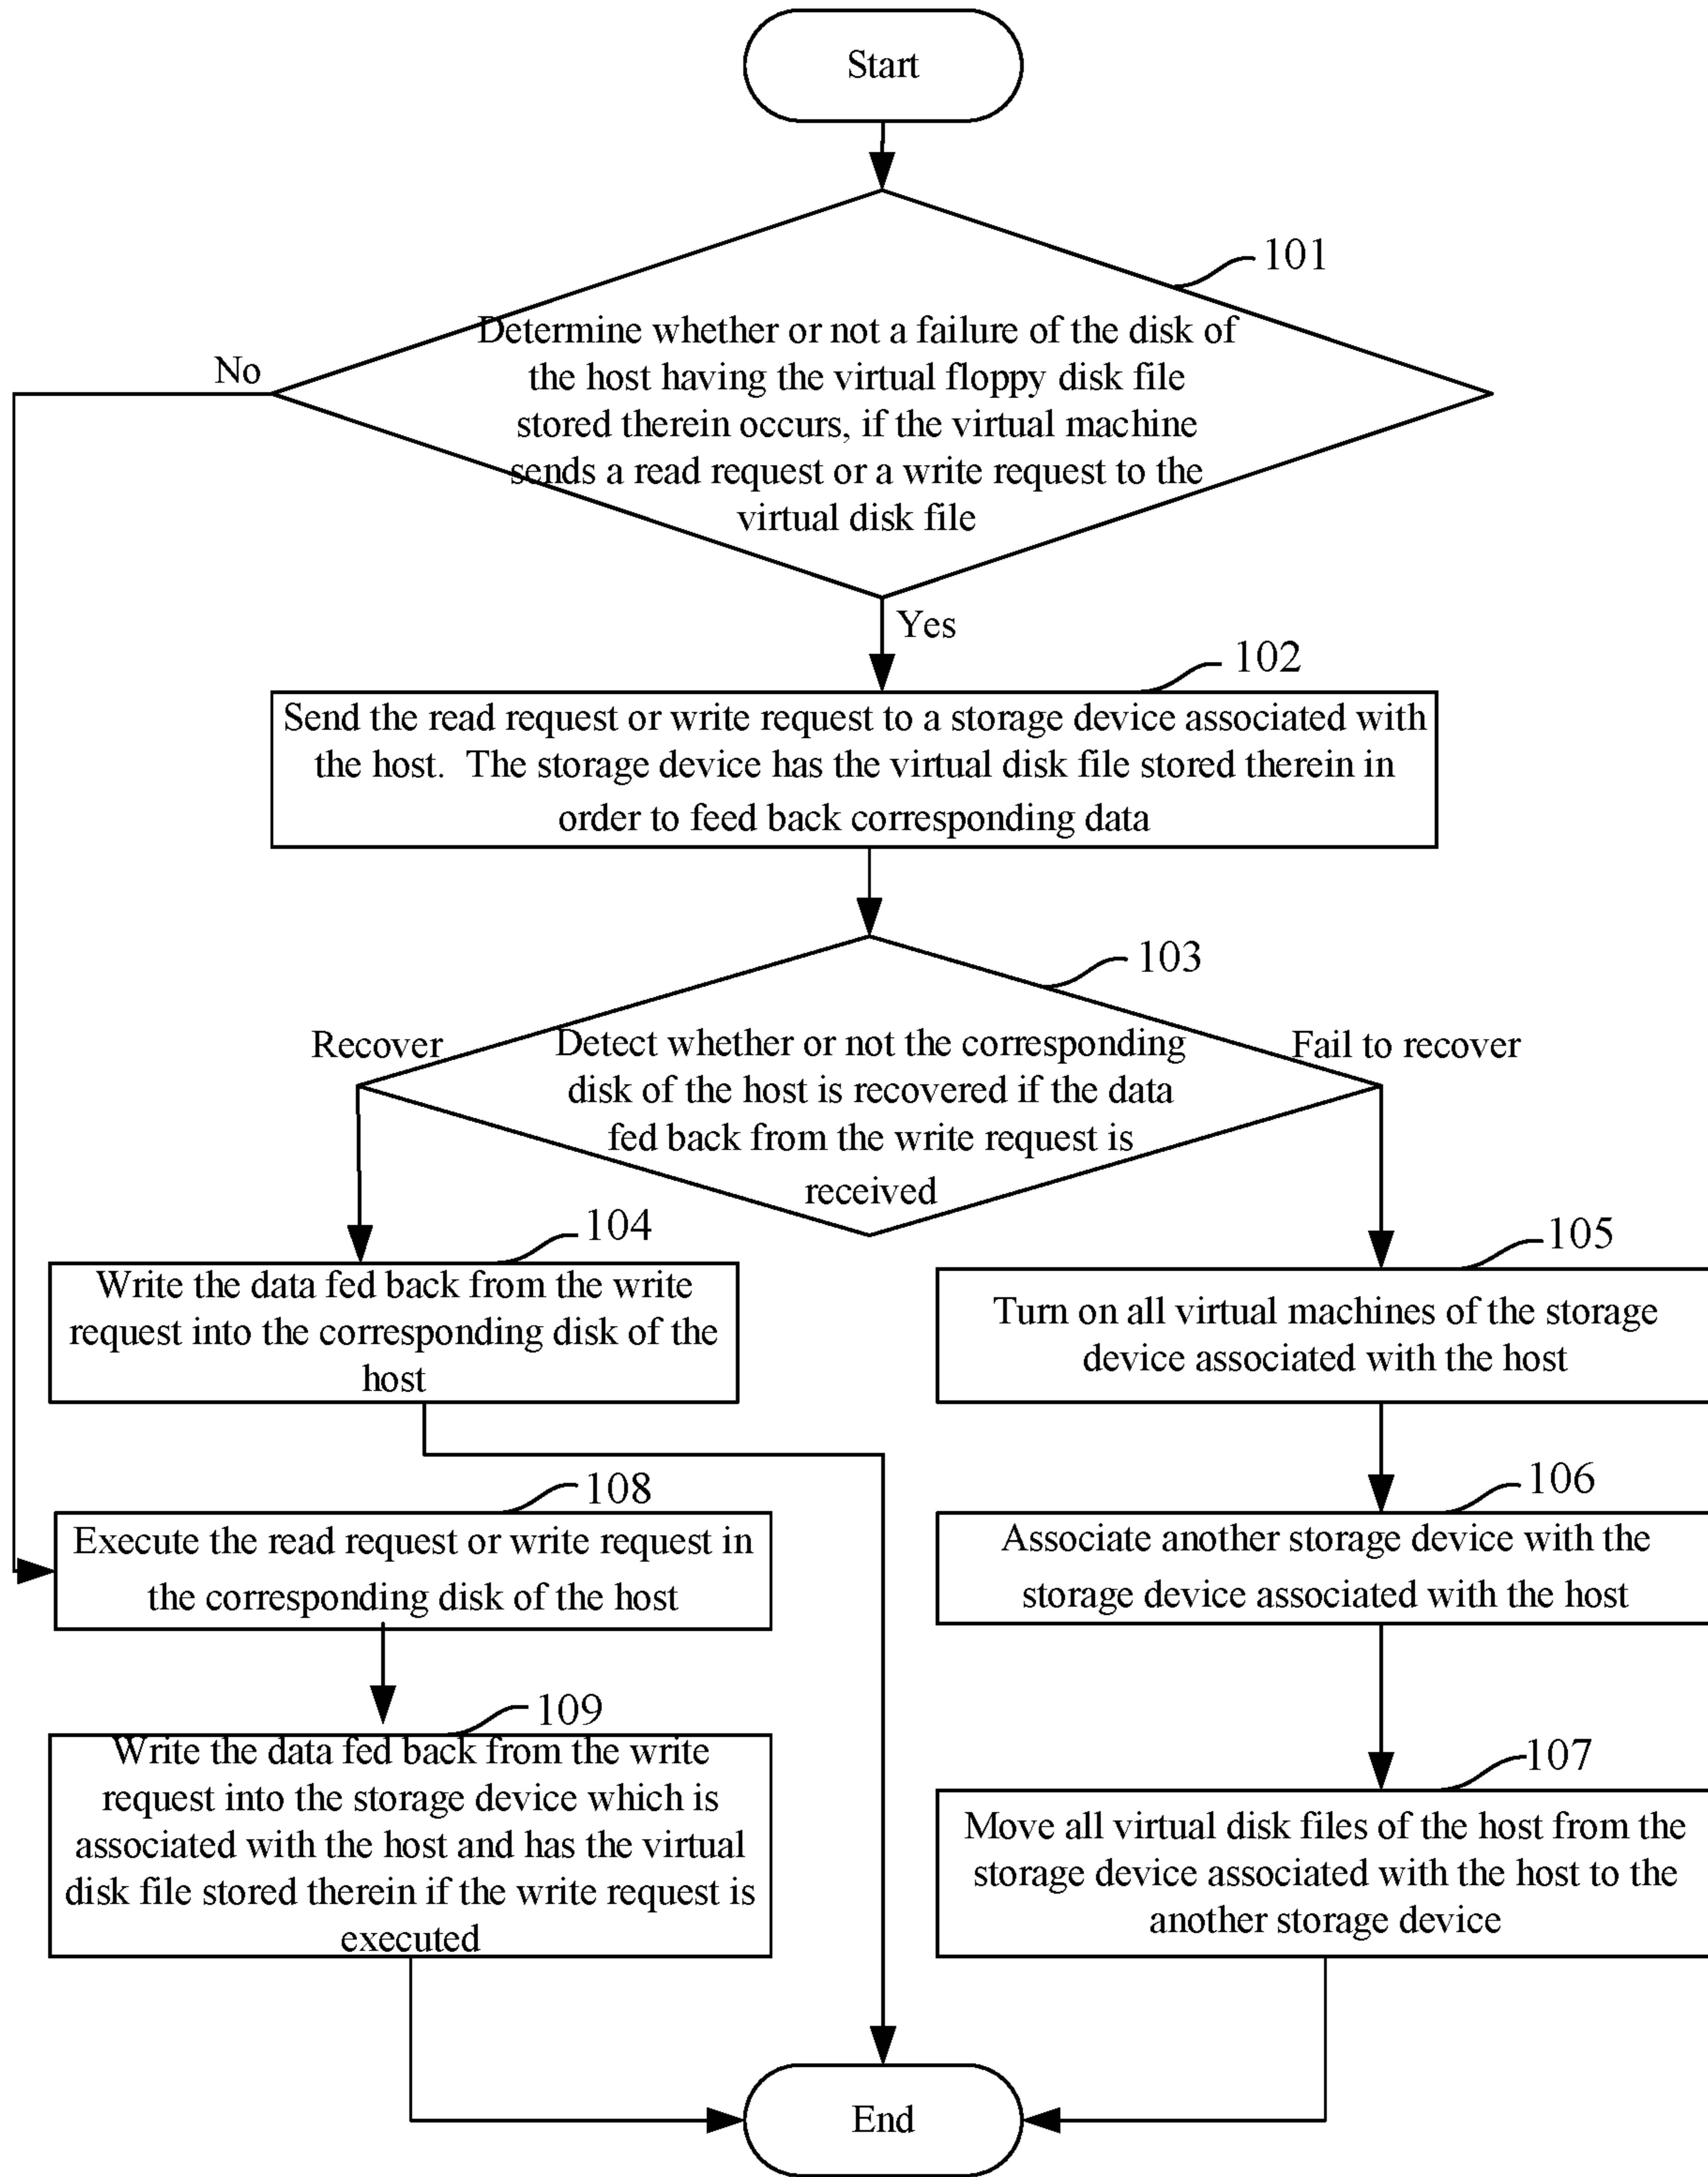 Start
101
No
Determine whether or not a failure of the disk of
the host having the virtual floppy disk file
stored therein occurs, if the virtual machine
sends a read request or a write request to the
virtual disk file
Yes
102
Send the read request or write request to a storage device associated with
the host.  The storage device has the virtual disk file stored therein in
order to feed back corresponding data
103
Recover
Detect whether or not the corresponding
disk of the host is recovered if the data
fed back from the write request is
received
Fail to recover
104
Write the data fed back from the write
request into the corresponding disk of the
host
105
Turn on all virtual machines of the storage
device associated with the host
108
Execute the read request or write request in
the corresponding disk of the host
106
Associate another storage device with the
storage device associated with the host
109
Write the data fed back from the write
request into the storage device which is
associated with the host and has the virtual
disk file stored therein if the write request is
executed
107
Move all virtual disk files of the host from the
storage device associated with the host to the
another storage device
End